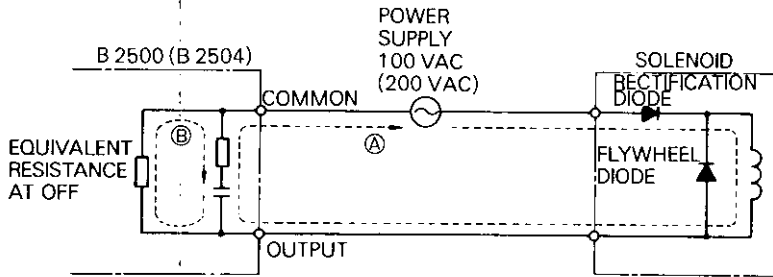 POWER
SUPPLY
100 VAC
(200 VAC)
B 2500 (B 2504)
SOLENOID
RECTIFICATION
DIODE
COMMON
B
A
EQUIVALENT
RESISTANCE
AT OFF
FLYWHEEL
DIODE
OUTPUT